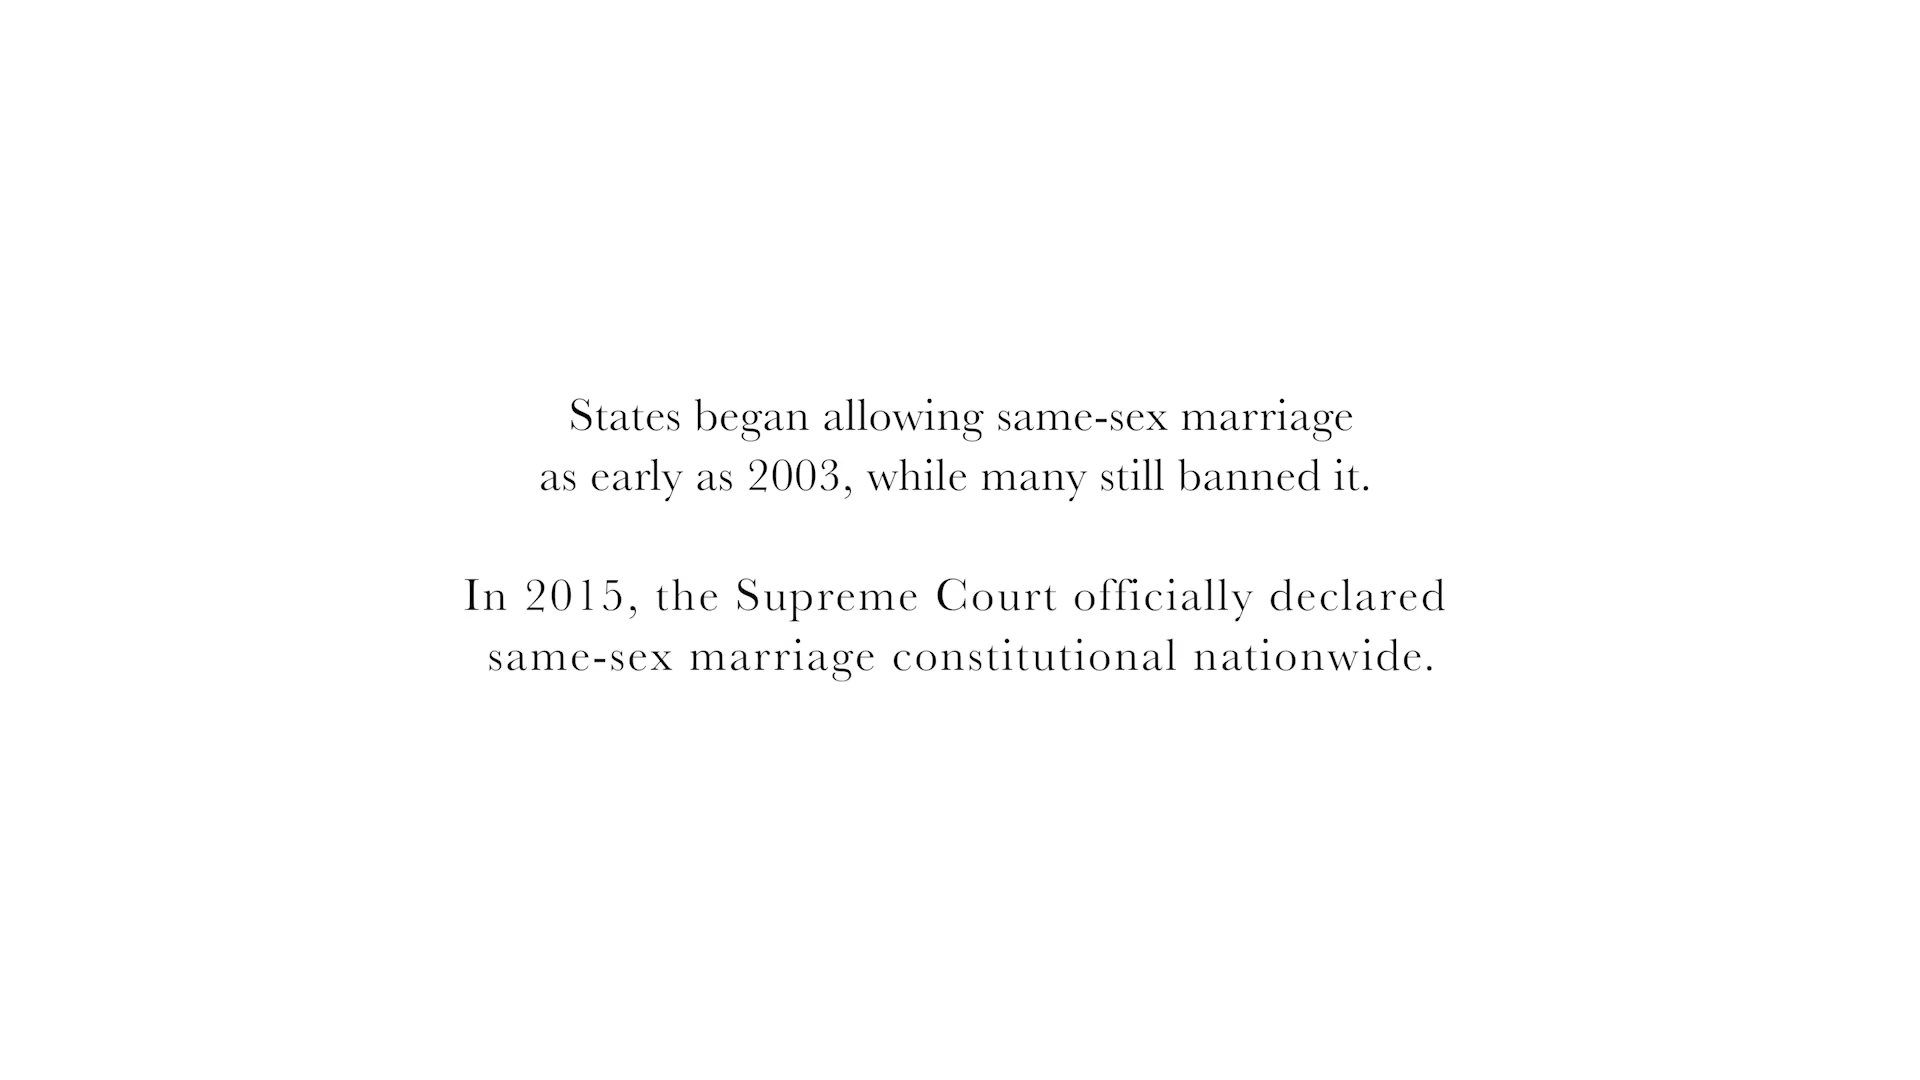 States began allowing same-sex marriage
as early as 2003, while many still banned it.
In 2015, the Supreme Court officially declared
same-sex marriage constitutional nationwide.